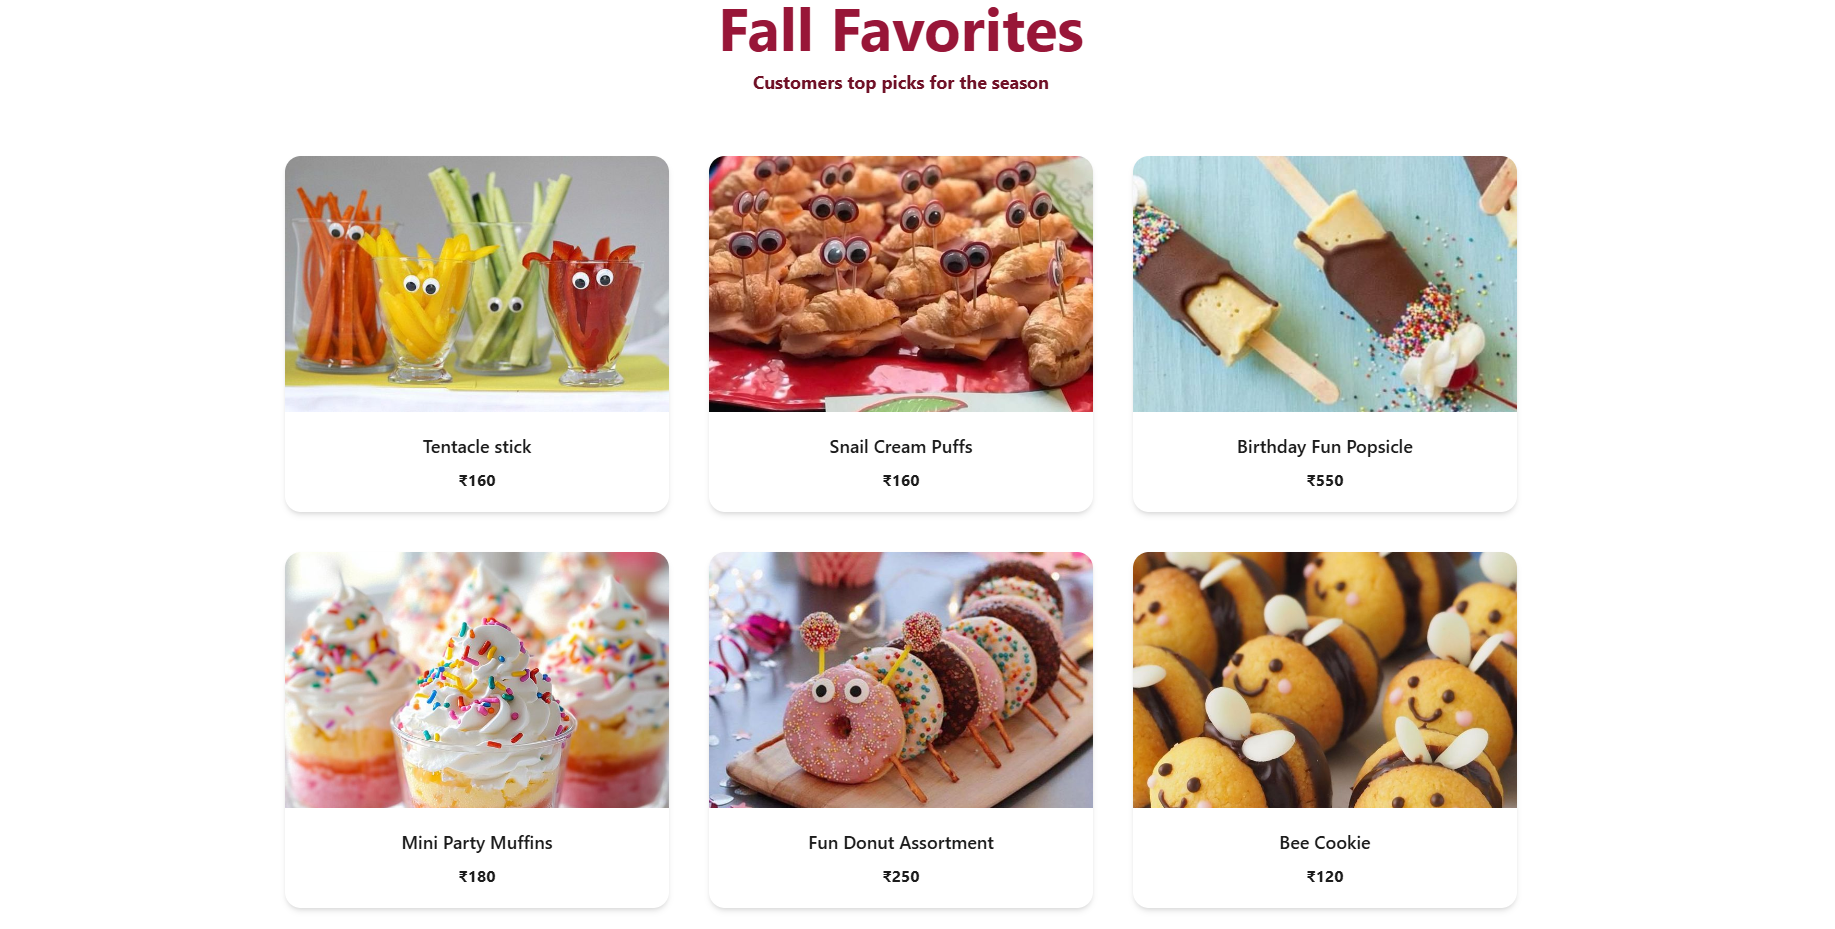 Fall Favorites
Customers top picks for the season
Tentacle stick
₹160
Snail Cream Puffs
₹160
Birthday Fun Popsicle
₹550
Mini Party Muffins
₹180
Fun Donut Assortment
₹250
Bee Cookie
₹120